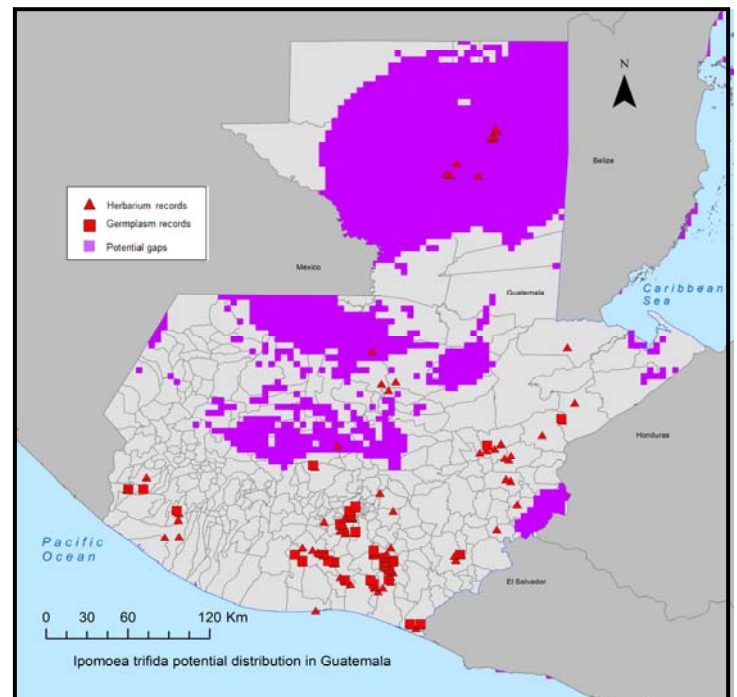 N
Belize
Herbarium records
Germplasm records
Potential gaps
Mexico
Caribbean
Sea
Guatemala
Honduras
Pacific
Ocean
El Salvador
0 30 60 120 Km
Ipomoea trifida potential distribution in Guatemala